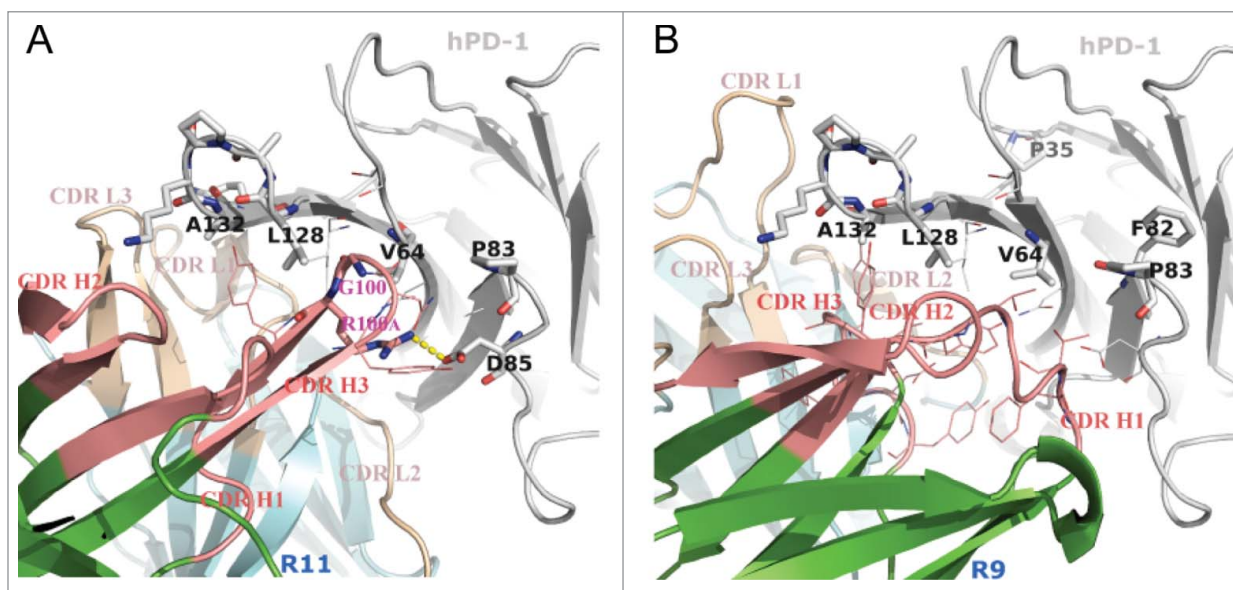 A
hPD-1
CDR L3
A132
L128
CDR L1
V64
P83
CDR H2
G100
R100A
D85
CDR H3
CDR L2
CDR H1
R11
B
hPD-1
CDR L1
P35
A132
L128
F82
V64
P83
CDR L3
CDR L2
CDR H3
CDR H2
CDR H1
R9